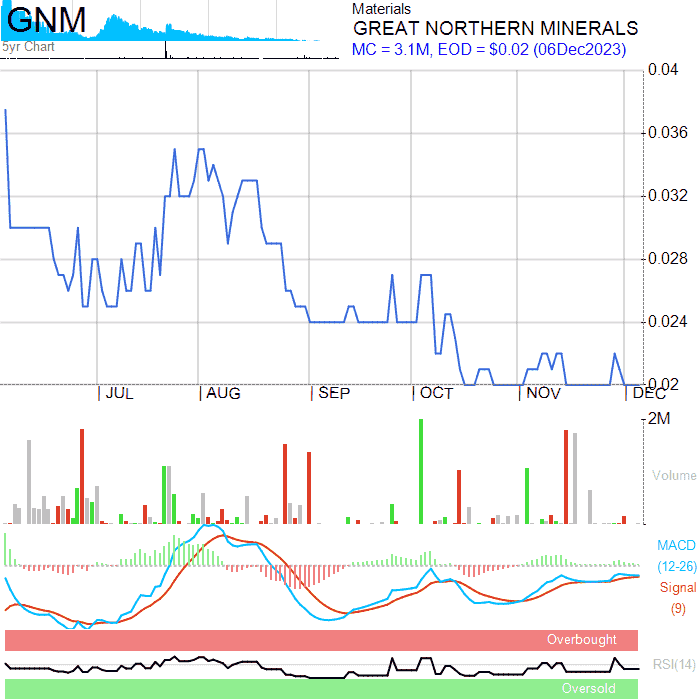 GNM
5yr Chart
Materials
GREAT NORTHERN MINERALS
MC = 3.1M, EOD = $0.02 (06Dec2023)
0.04
0.036
0.032
0.028
0.024
0.02
JUL
AUG
SEP
OCT
NOV
DEC
2M
Volume
MACD
(12-26)
Signal
(9)
Overbought
RSI(14)
Oversold